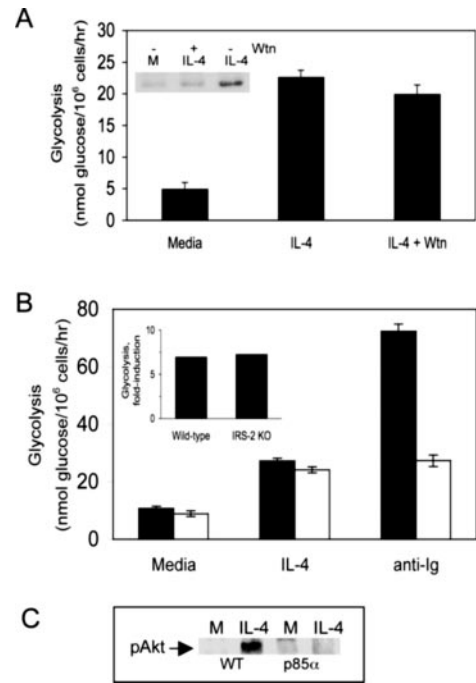 A
- + - Wtn
M IL-4 IL-4
Glycolysis
(nmol glucose/10⁶ cells/hr)
30
25
20
15
10
5
0
Media IL-4 IL-4 + Wtn
B
Glycolysis
(nmol glucose/10⁶ cells/hr)
80
60
40
20
0
Glycolysis,
fold-induction
10
5
0
Wild-type IRS-2 KO
Media IL-4 anti-Ig
C
M IL-4 M IL-4
pAkt
WT p85α